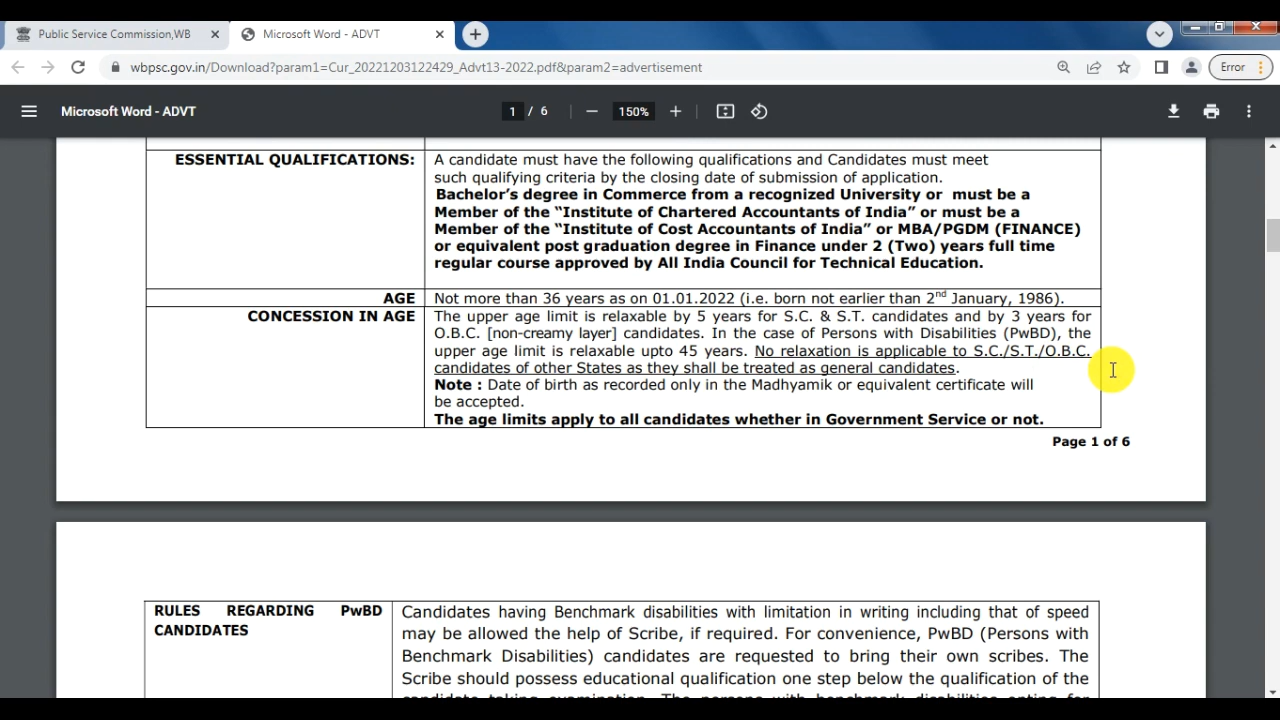 Public Service Commission,WB
Microsoft Word - ADVT
wbpsc.gov.in/Download?param1=Cur_20221203122429_Advt13-2022.pdf&param2=advertisement
Error
Microsoft Word - ADVT
1 / 6
150%
ESSENTIAL QUALIFICATIONS: A candidate must have the following qualifications and Candidates must meet
such qualifying criteria by the closing date of submission of application.
Bachelor's degree in Commerce from a recognized University or must be a
Member of the “Institute of Chartered Accountants of India” or must be a
Member of the “Institute of Cost Accountants of India” or MBA/PGDM (FINANCE)
or equivalent post graduation degree in Finance under 2 (Two) years full time
regular course approved by All India Council for Technical Education.
AGE Not more than 36 years as on 01.01.2022 (i.e. born not earlier than 2nd January, 1986).
CONCESSION IN AGE The upper age limit is relaxable by 5 years for S.C. & S.T. candidates and by 3 years for
O.B.C. [non-creamy layer] candidates. In the case of Persons with Disabilities (PwBD), the
upper age limit is relaxable upto 45 years. No relaxation is applicable to S.C./S.T./O.B.C.
candidates of other States as they shall be treated as general candidates.
Note : Date of birth as recorded only in the Madhyamik or equivalent certificate will
be accepted.
The age limits apply to all candidates whether in Government Service or not.
Page 1 of 6
RULES REGARDING PwBD
CANDIDATES
Candidates having Benchmark disabilities with limitation in writing including that of speed
may be allowed the help of Scribe, if required. For convenience, PwBD (Persons with
Benchmark Disabilities) candidates are requested to bring their own scribes. The
Scribe should possess educational qualification one step below the qualification of the
candidate taking examination. The persons with benchmark disabilities opting for